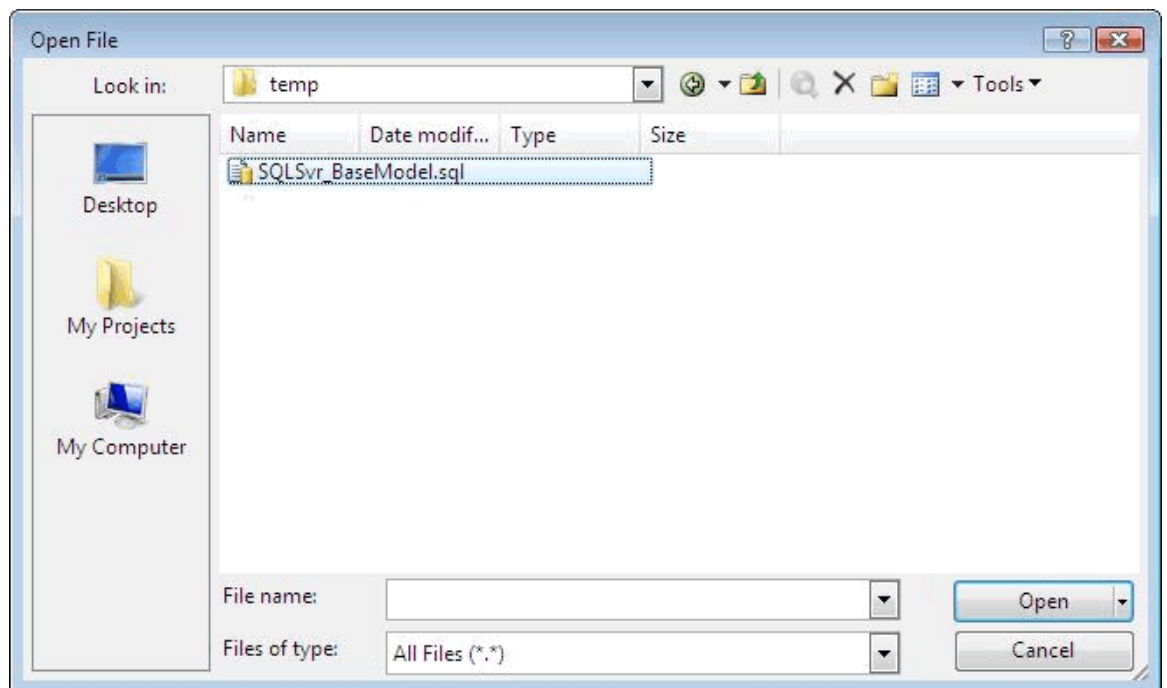 Open File
Look in:
temp
Tools
Name Date modif... Type Size
SQLSvr_BaseModel.sql
Desktop
My Projects
My Computer
File name:
Open
Files of type:
All Files (*.*)
Cancel